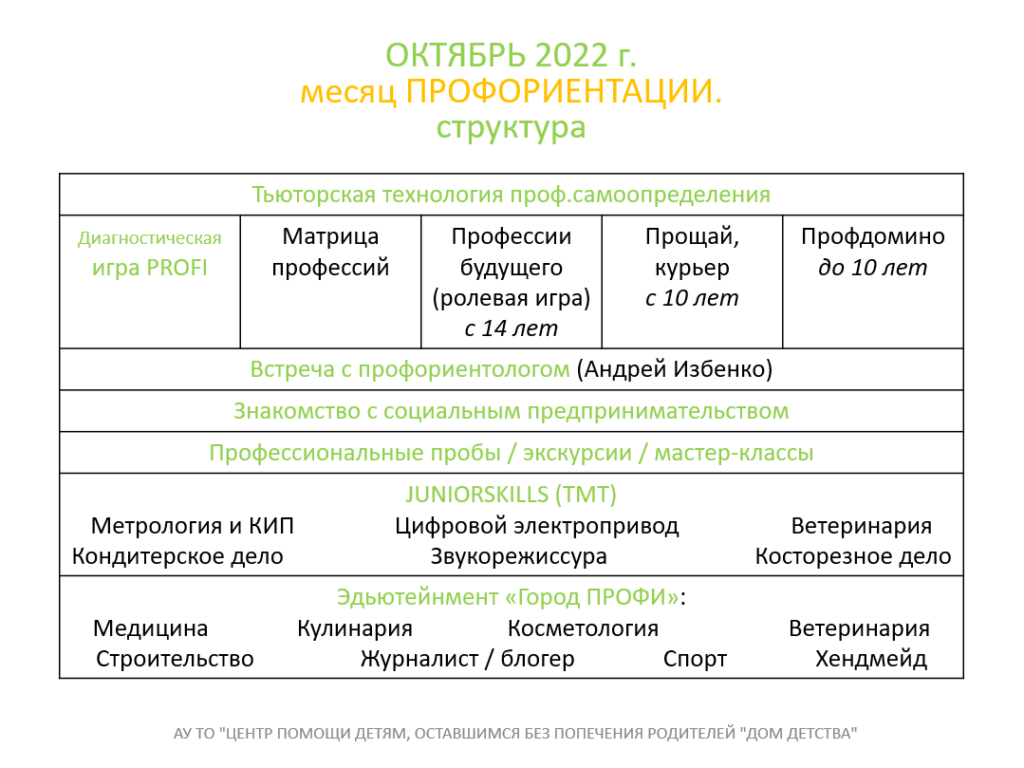 ОКТЯБРЬ 2022 г.
месяц ПРОФОРИЕНТАЦИИ.
структура
Тьюторская технология проф.самоопределения
Диагностическая
игра PROFI
Матрица
профессий
Профессии
будущего
(ролевая игра)
с 14 лет
Прощай,
курьер
с 10 лет
Профдомино
до 10 лет
Встреча с профориентологом (Андрей Избенко)
Знакомство с социальным предпринимательством
Профессиональные пробы / экскурсии / мастер-классы
JUNIORSKILLS (ТМТ)
Метрология и КИП Цифровой электропривод Ветеринария
Кондитерское дело Звукорежиссура Косторезное дело
Эдьютейнмент «Город ПРОФИ»:
Медицина Кулинария Косметология Ветеринария
Строительство Журналист / блогер Спорт Хендмейд
АУ ТО "ЦЕНТР ПОМОЩИ ДЕТЯМ, ОСТАВШИМСЯ БЕЗ ПОПЕЧЕНИЯ РОДИТЕЛЕЙ "ДОМ ДЕТСТВА"